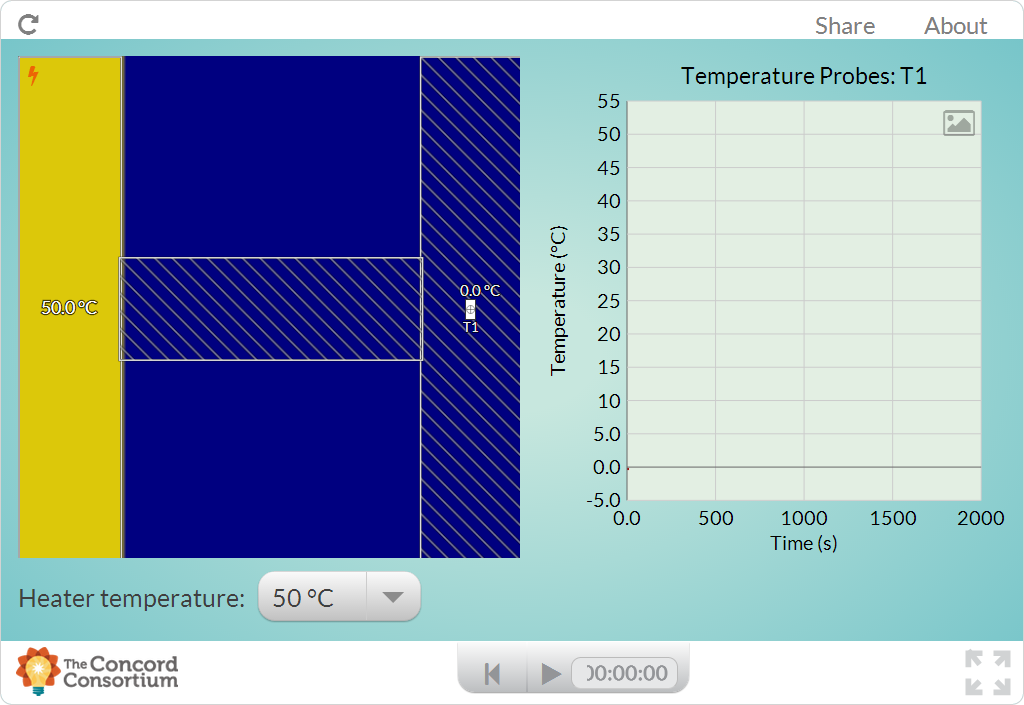 Share About
50.0 °C
0.0 °C
T1
Temperature Probes: T1
Temperature (°C)
55
50
45
40
35
30
25
20
15
10
5.0
0.0
-5.0
0.0 500 1000 1500 2000
Time (s)
Heater temperature: 50 °C
The Concord
Consortium
00:00:00